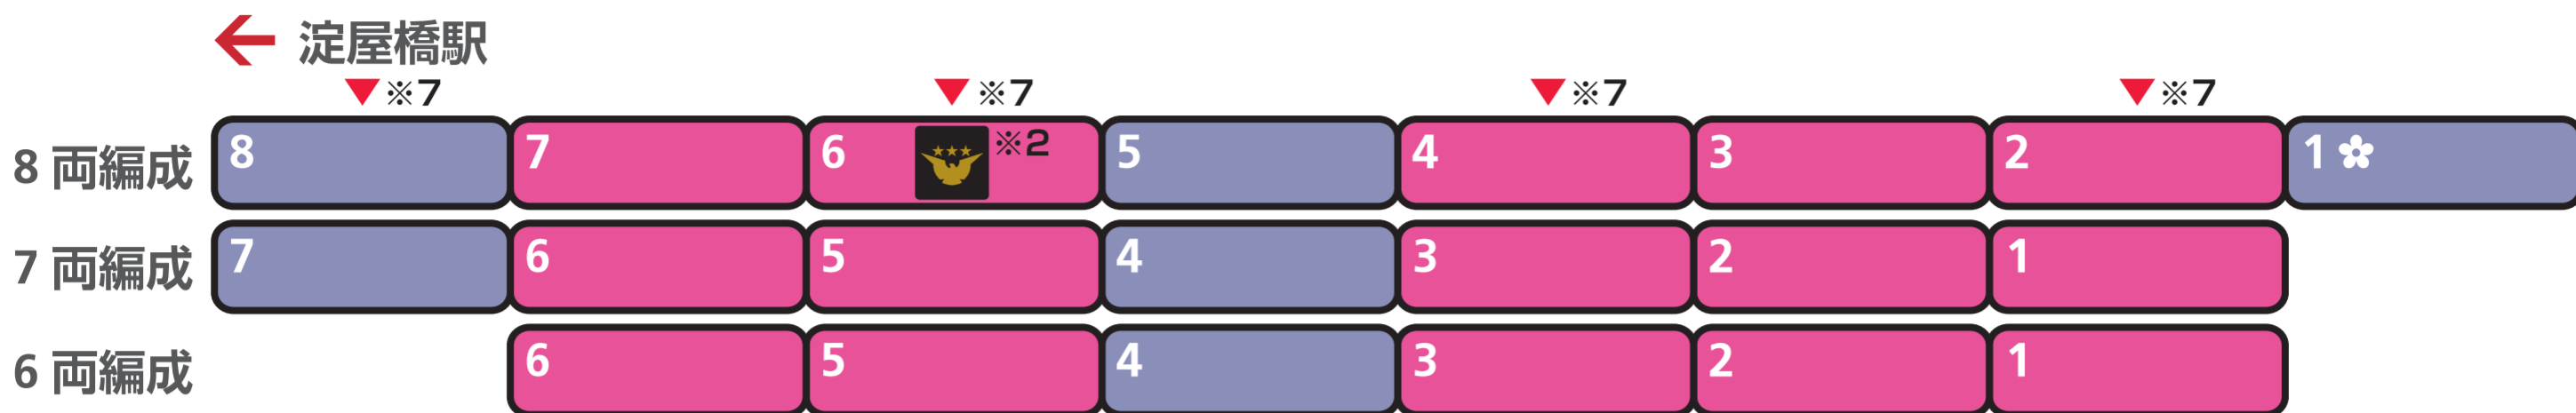 ← 淀屋橋駅
▼※7 ▼※7 ▼※7 ▼※7
8両編成 8 7 6 ※2 5 4 3 2 1
7両編成 7 6 5 4 3 2 1
6両編成 6 5 4 3 2 1